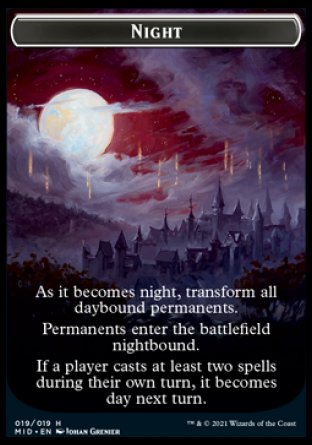 Night
As it becomes night, transform all
daybound permanents.
Permanents enter the battlefield
nightbound.
If a player casts at least two spells
during their own turn, it becomes
day next turn.
019/019 H
MID • EN Johan Grenier
™ & © 2021 Wizards of the Coast